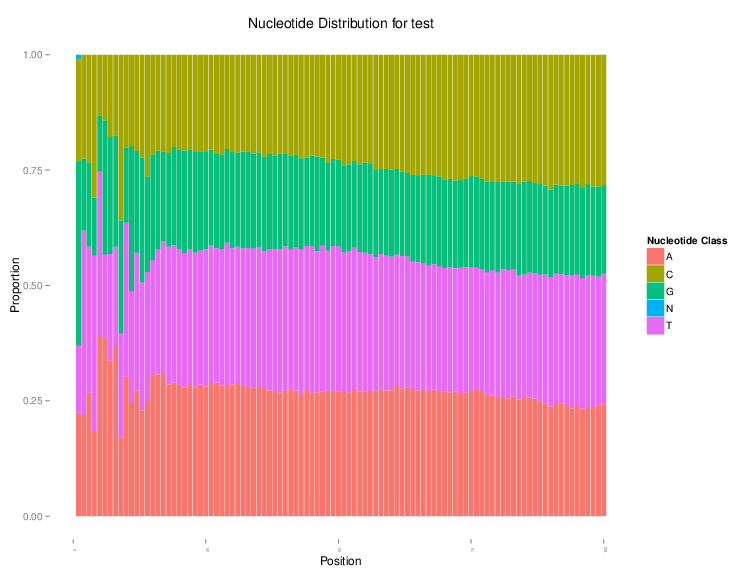 Nucleotide Distribution for test
1.00
0.75
0.50
0.25
0.00
Proportion
Position
Nucleotide Class
A
C
G
N
T